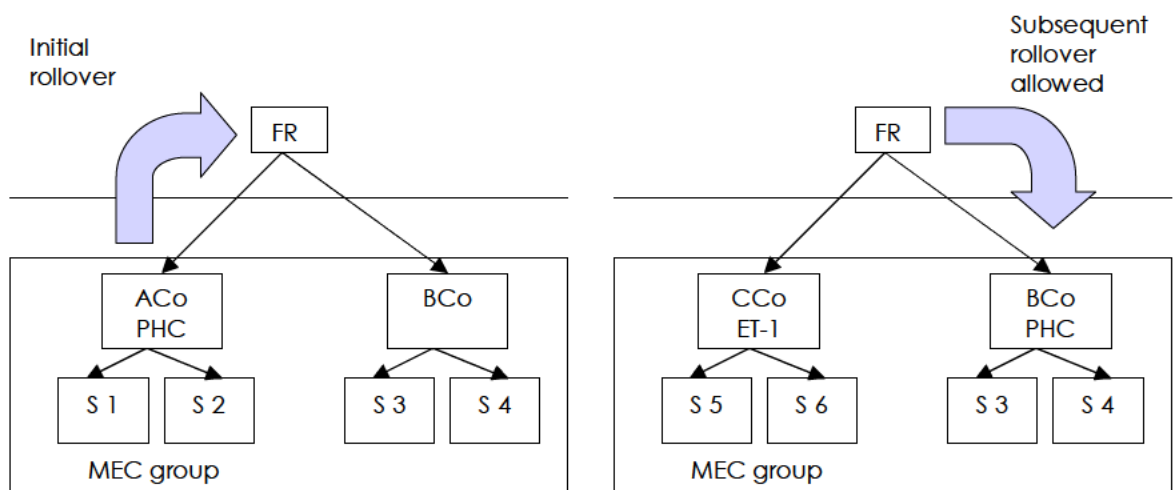 Initial
rollover
FR
ACo
PHC
BCo
S 1
S 2
S 3
S 4
MEC group
Subsequent
rollover
allowed
FR
CCo
ET-1
BCo
PHC
S 5
S 6
S 3
S 4
MEC group